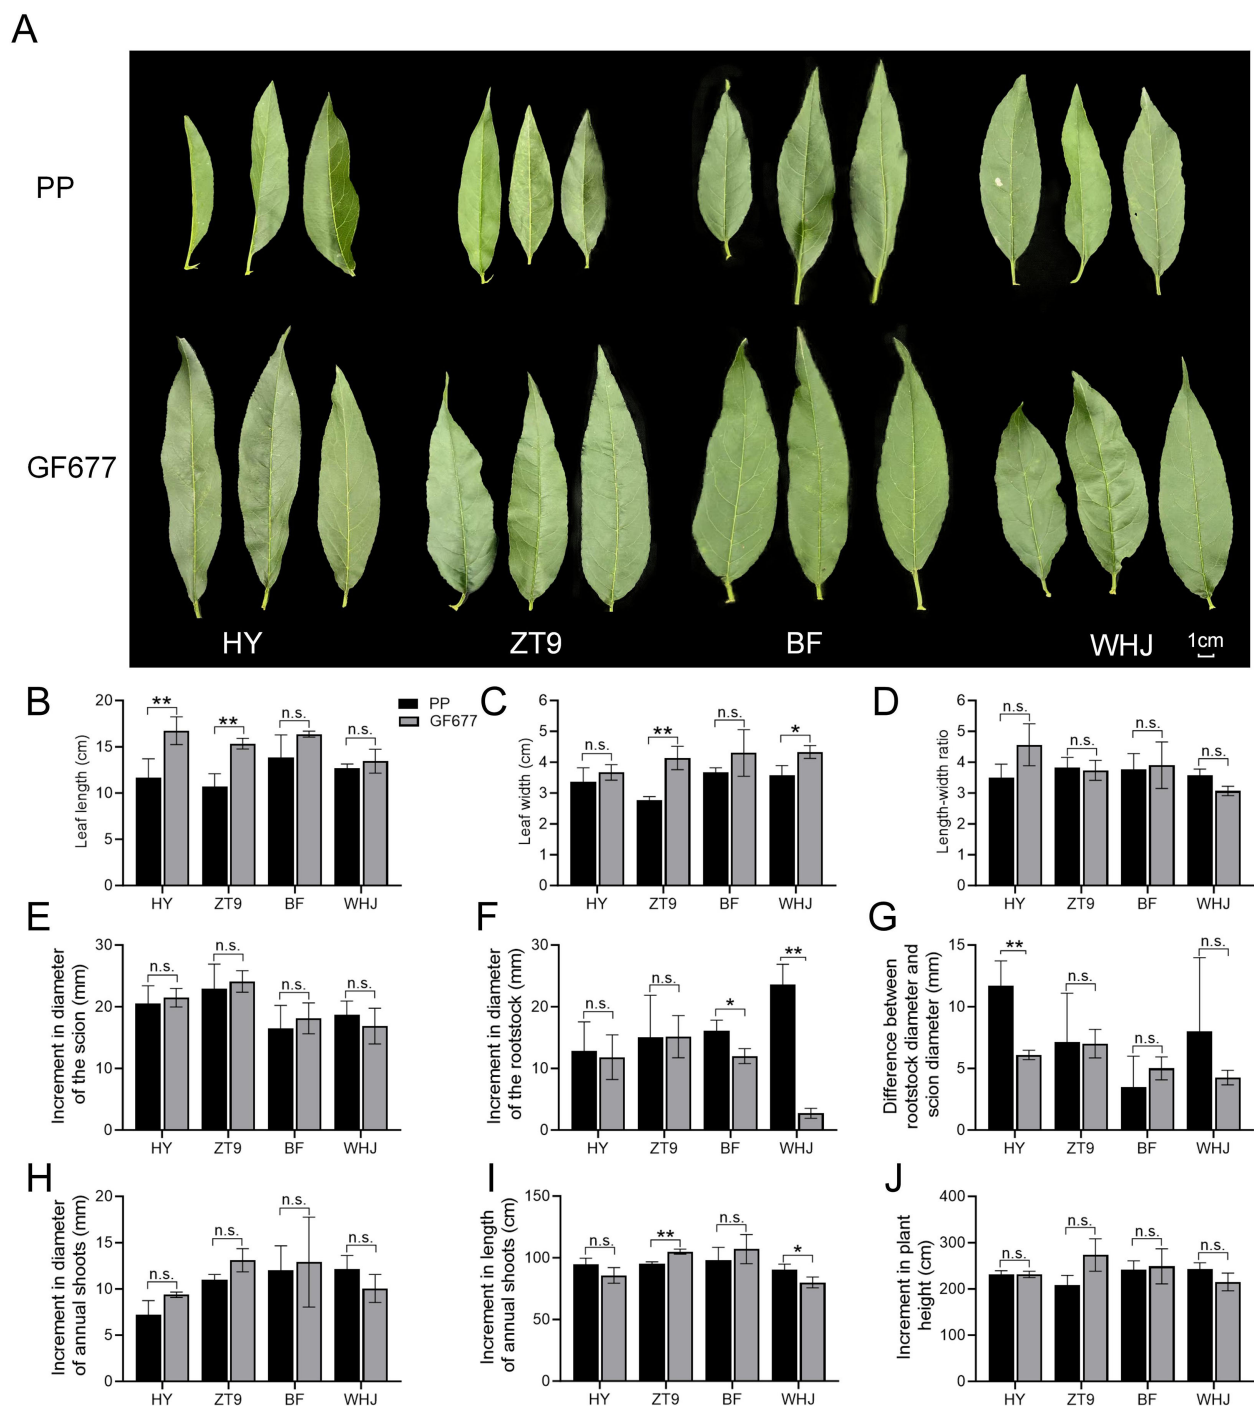 A
PP
GF677
HY ZT9 BF WHJ 1cm
B
Leaf length (cm)
20
15
10
5
0
** ** n.s. n.s.
PP
GF677
HY ZT9 BF WHJ
C
Leaf width (cm)
6
5
4
3
2
1
0
n.s. ** n.s. *
HY ZT9 BF WHJ
D
Length-width ratio
6
5
4
3
2
1
0
n.s. n.s. n.s. n.s.
HY ZT9 BF WHJ
E
Increment in diameter
of the scion (mm)
30
20
10
0
n.s. n.s. n.s. n.s.
HY ZT9 BF WHJ
F
Increment in diameter
of the rootstock (mm)
30
20
10
0
n.s. n.s. * **
HY ZT9 BF WHJ
G
Difference between
rootstock diameter and
scion diameter (mm)
15
10
5
0
** n.s. n.s. n.s.
HY ZT9 BF WHJ
H
Increment in diameter
of annual shoots (mm)
20
15
10
5
0
n.s. n.s. n.s. n.s.
HY ZT9 BF WHJ
I
Increment in length
of annual shoots (cm)
150
100
50
0
n.s. ** n.s. *
HY ZT9 BF WHJ
J
Increment in plant
height (cm)
400
300
200
100
0
n.s. n.s. n.s. n.s.
HY ZT9 BF WHJ